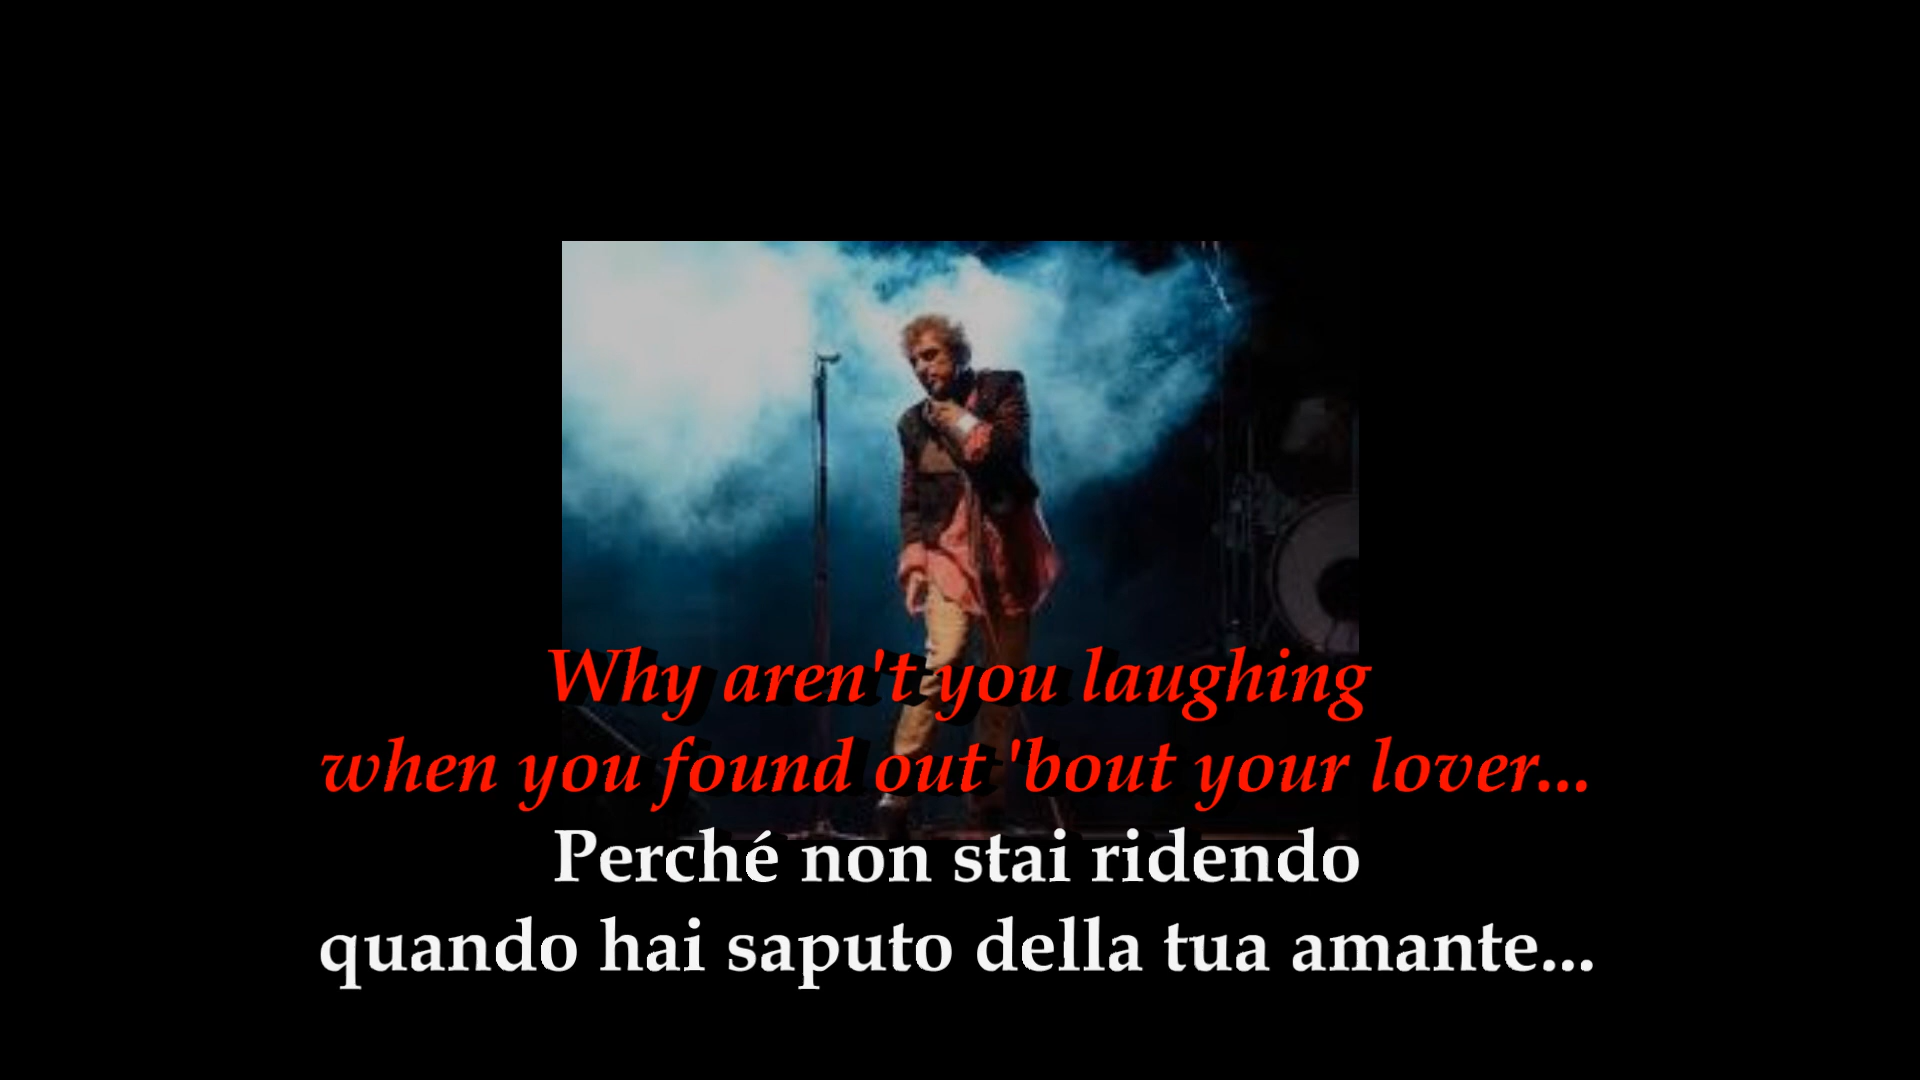 Why aren't you laughing
when you found out 'bout your lover...
Perché non stai ridendo
quando hai saputo della tua amante...